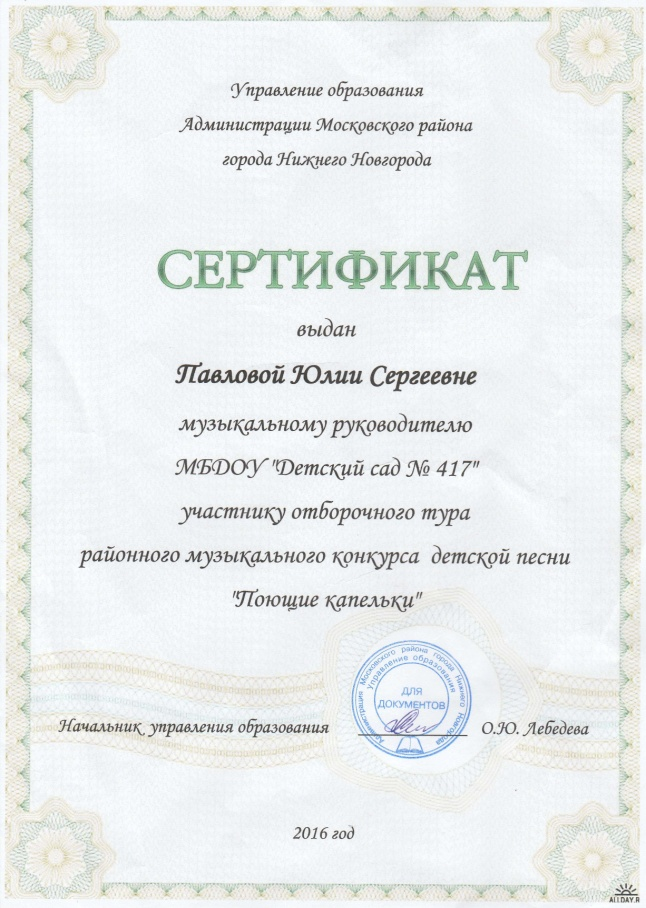 Управление образования
Администрации Московского района
города Нижнего Новгорода
СЕРТИФИКАТ
выдан
Павловой Юлии Сергеевне
музыкальному руководителю
МБДОУ "Детский сад № 417"
участнику отборочного тура
районного музыкального конкурса детской песни
"Поющие капельки"
Администрация Московского района города Нижнего Новгорода
Управление образования
ДЛЯ
ДОКУМЕНТОВ
Начальник управления образования О.Ю. Лебедева
2016 год
ALLDAY.R